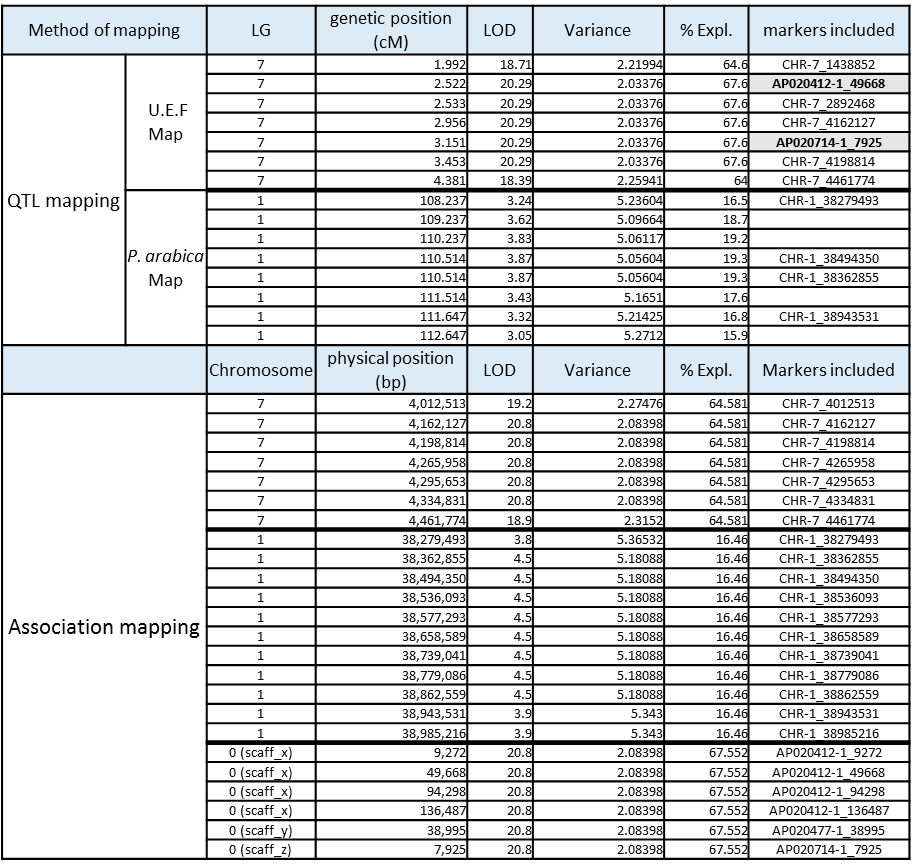 Method of mapping LG genetic position (cM) LOD Variance % Expl. markers included
QTL mapping
U.E.F Map
7 1.992 18.71 2.21994 64.6 CHR-7_1438852
7 2.522 20.29 2.03376 67.6 AP020412-1_49668
7 2.533 20.29 2.03376 67.6 CHR-7_2892468
7 2.956 20.29 2.03376 67.6 CHR-7_4162127
7 3.151 20.29 2.03376 67.6 AP020714-1_7925
7 3.453 20.29 2.03376 67.6 CHR-7_4198814
7 4.381 18.39 2.25941 64 CHR-7_4461774
P. arabica Map
1 108.237 3.24 5.23604 16.5 CHR-1_38279493
1 109.237 3.62 5.09664 18.7
1 110.237 3.83 5.06117 19.2
1 110.514 3.87 5.05604 19.3 CHR-1_38494350
1 110.514 3.87 5.05604 19.3 CHR-1_38362855
1 111.514 3.43 5.1651 17.6
1 111.647 3.32 5.21425 16.8 CHR-1_38943531
1 112.647 3.05 5.2712 15.9
Chromosome physical position (bp) LOD Variance % Expl. Markers included
Association mapping
7 4,012,513 19.2 2.27476 64.581 CHR-7_4012513
7 4,162,127 20.8 2.08398 64.581 CHR-7_4162127
7 4,198,814 20.8 2.08398 64.581 CHR-7_4198814
7 4,265,958 20.8 2.08398 64.581 CHR-7_4265958
7 4,295,653 20.8 2.08398 64.581 CHR-7_4295653
7 4,334,831 20.8 2.08398 64.581 CHR-7_4334831
7 4,461,774 18.9 2.3152 64.581 CHR-7_4461774
1 38,279,493 3.8 5.36532 16.46 CHR-1_38279493
1 38,362,855 4.5 5.18088 16.46 CHR-1_38362855
1 38,494,350 4.5 5.18088 16.46 CHR-1_38494350
1 38,536,093 4.5 5.18088 16.46 CHR-1_38536093
1 38,577,293 4.5 5.18088 16.46 CHR-1_38577293
1 38,658,589 4.5 5.18088 16.46 CHR-1_38658589
1 38,739,041 4.5 5.18088 16.46 CHR-1_38739041
1 38,779,086 4.5 5.18088 16.46 CHR-1_38779086
1 38,862,559 4.5 5.18088 16.46 CHR-1_38862559
1 38,943,531 3.9 5.343 16.46 CHR-1_38943531
1 38,985,216 3.9 5.343 16.46 CHR-1_38985216
0 (scaff_x) 9,272 20.8 2.08398 67.552 AP020412-1_9272
0 (scaff_x) 49,668 20.8 2.08398 67.552 AP020412-1_49668
0 (scaff_x) 94,298 20.8 2.08398 67.552 AP020412-1_94298
0 (scaff_x) 136,487 20.8 2.08398 67.552 AP020412-1_136487
0 (scaff_y) 38,995 20.8 2.08398 67.552 AP020477-1_38995
0 (scaff_z) 7,925 20.8 2.08398 67.552 AP020714-1_7925